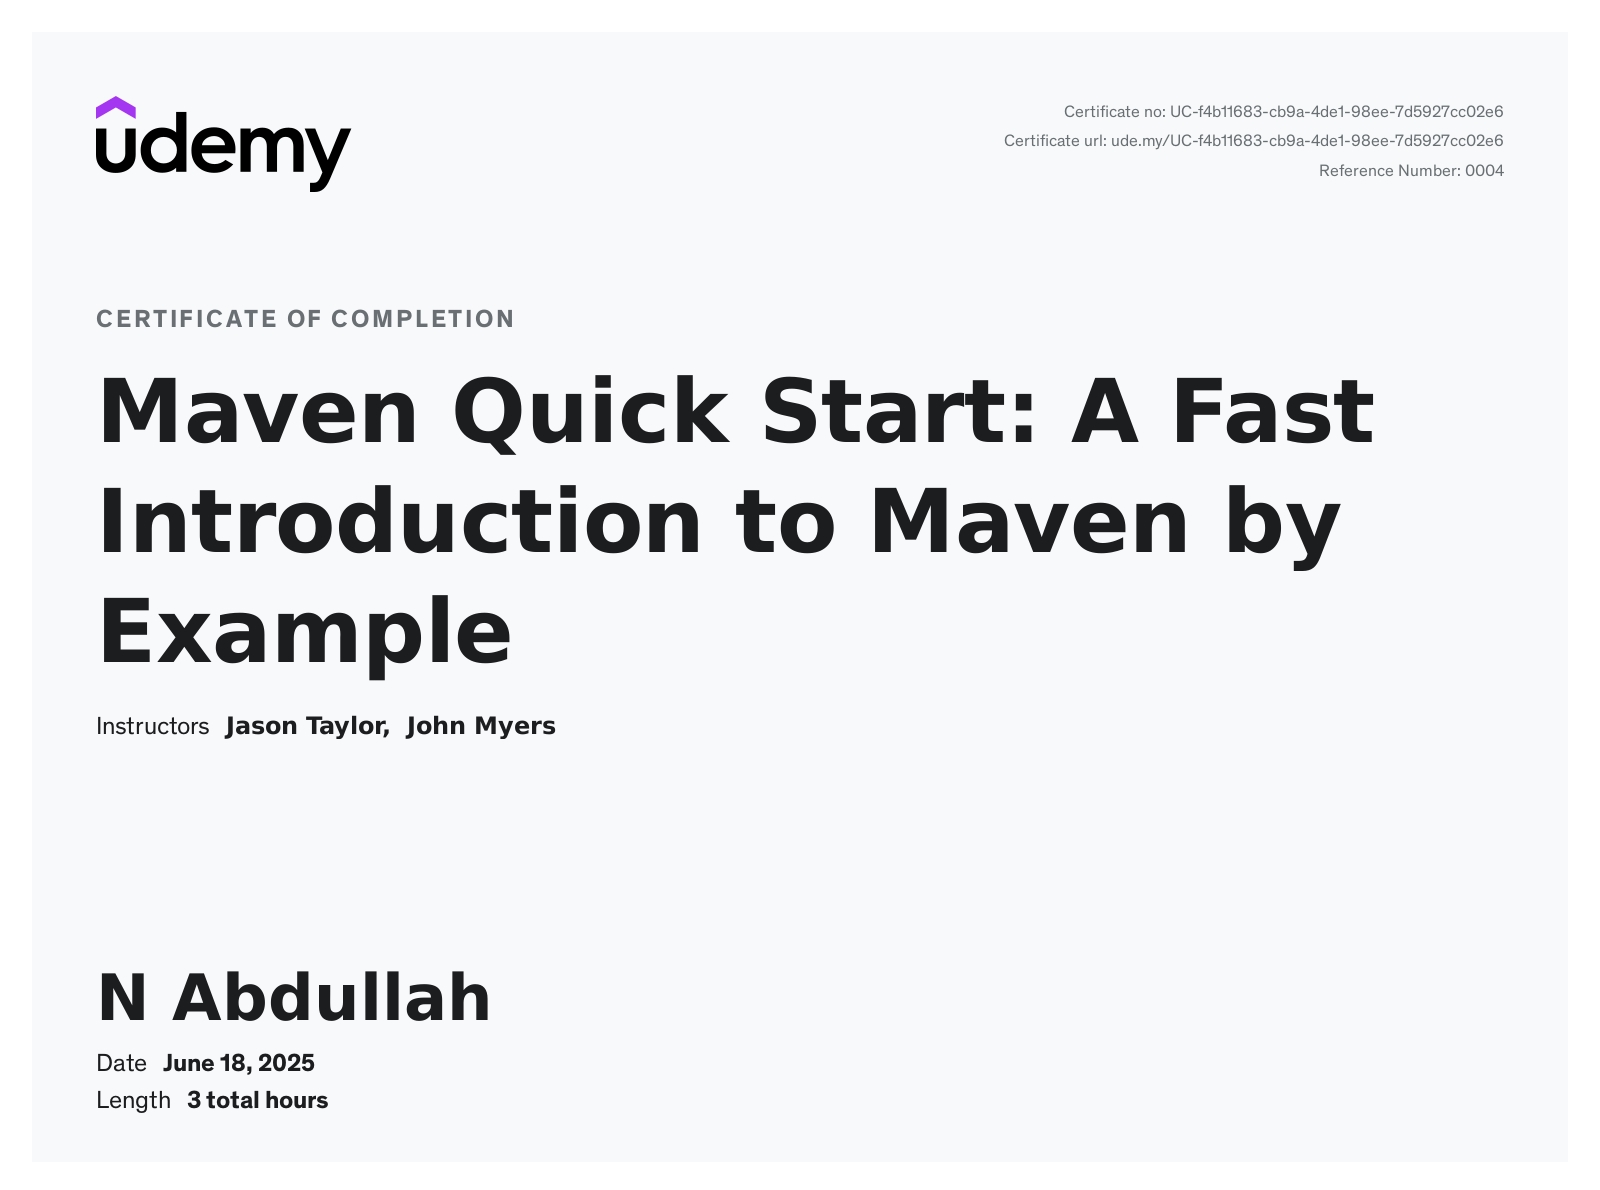 udemy
Certificate no: UC-f4b11683-cb9a-4de1-98ee-7d5927cc02e6
Certificate url: ude.my/UC-f4b11683-cb9a-4de1-98ee-7d5927cc02e6
Reference Number: 0004
CERTIFICATE OF COMPLETION
Maven Quick Start: A Fast
Introduction to Maven by
Example
Instructors Jason Taylor, John Myers
N Abdullah
Date June 18, 2025
Length 3 total hours